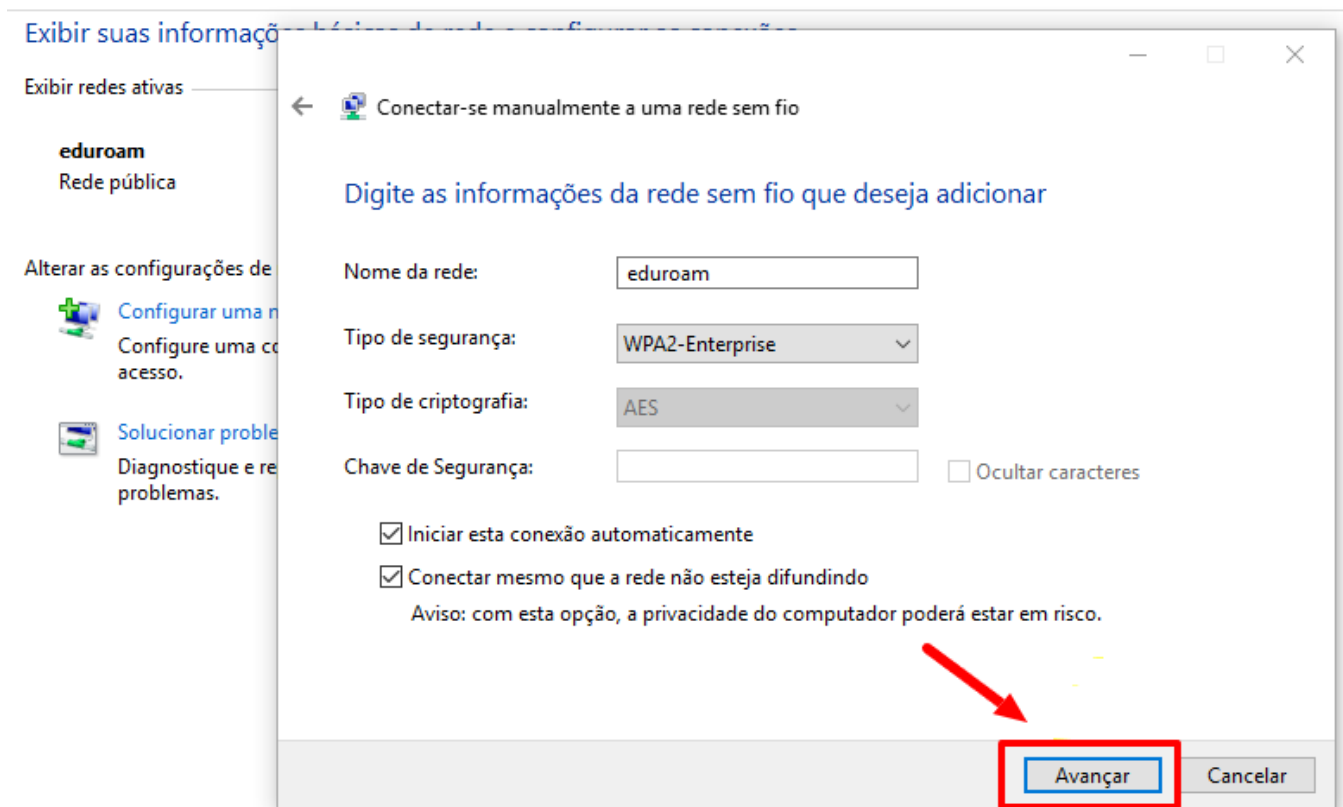 Exibir suas informaçõ
Exibir redes ativas
eduroam
Rede pública
Alterar as configurações de
Configurar uma n
Configure uma co
acesso.
Solucionar proble
Diagnostique e re
problemas.
Conectar-se manualmente a uma rede sem fio
Digite as informações da rede sem fio que deseja adicionar
Nome da rede:
eduroam
Tipo de segurança:
WPA2-Enterprise
Tipo de criptografia:
AES
Chave de Segurança:
Ocultar caracteres
Iniciar esta conexão automaticamente
Conectar mesmo que a rede não esteja difundindo
Aviso: com esta opção, a privacidade do computador poderá estar em risco.
Avançar
Cancelar